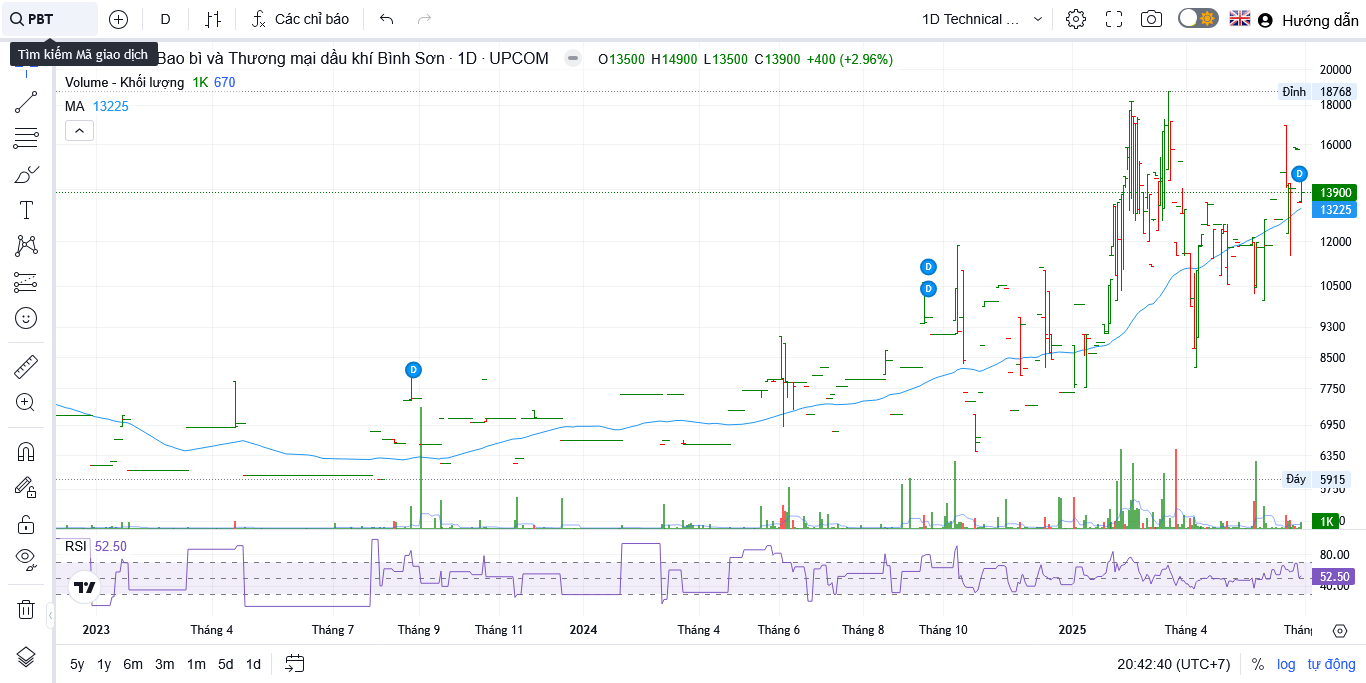 PBT D Các chỉ báo 1D Technical ... Hướng dẫn
Tìm kiếm Mã giao dịch
Bao bì và Thương mại dầu khí Bình Sơn · 1D · UPCOM O13500 H14900 L13500 C13900 +400 (+2.96%)
Volume - Khối lượng 1K 670
MA 13225
20000
Đỉnh 18768
18000
16000
D
13900
13225
12000
D
D
10500
9300
8500
D
7750
6950
6350
Đáy 5915
5750
1K
RSI 52.50
80.00
52.50
40.00
2023 Tháng 4 Tháng 7 Tháng 9 Tháng 11 2024 Tháng 4 Tháng 6 Tháng 8 Tháng 10 2025 Tháng 4
5y 1y 6m 3m 1m 5d 1d 20:42:40 (UTC+7) % log tự động